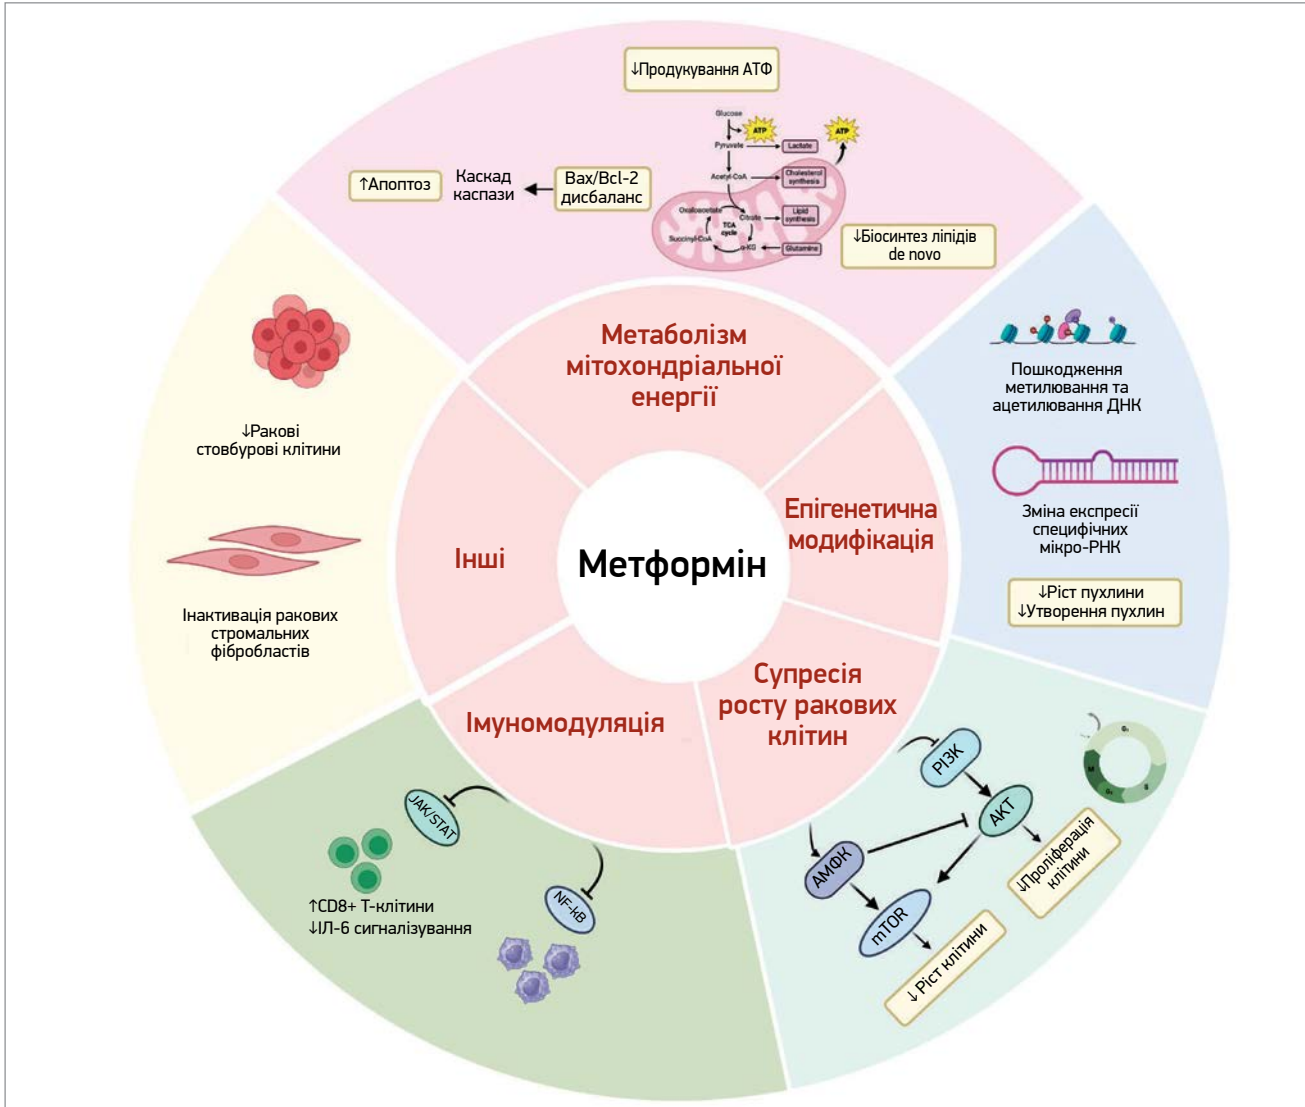 ↓Продукування АТФ
Glucose
ATP
ATP
Pyruvate
Lactate
Acetyl-CoA
Cholesterol
synthesis
Oxaloacetate
Citrate
Lipid
synthesis
TCA
cycle
Succinyl-CoA
α-KG
Glutamine
↑Апоптоз
Каскад
каспази
Bax/Bcl-2
дисбаланс
↓Біосинтез ліпідів
de novo
Метаболізм
мітохондріальної
енергії
Пошкодження
метилювання та
ацетилювання ДНК
Зміна експресії
специфічних
мікро-РНК
↓Ріст пухлини
↓Утворення пухлин
Епігенетична
модифікація
↓Ракові
стовбурові клітини
Інактивація ракових
стромальних
фібробластів
Інші
Метформін
Супресія
росту ракових
клітин
Імуномодуляція
PI3K
AKT
АМФК
mTOR
G₁
S
G₂
M
↓Проліферація
клітини
↓ Ріст клітини
JAK/STAT
NF-kB
↑CD8+ Т-клітини
↓ІЛ-6 сигналізування